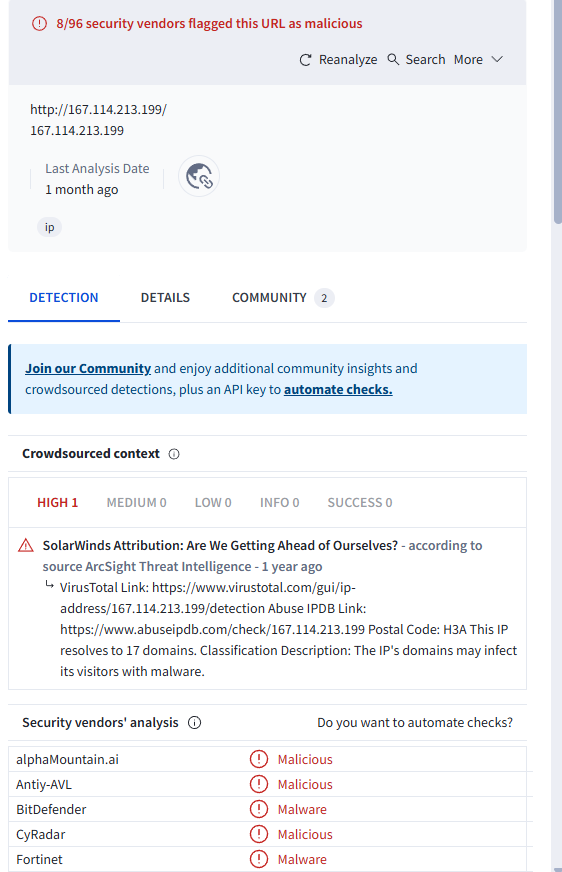 8/96 security vendors flagged this URL as malicious
Reanalyze Search More
http://167.114.213.199/
167.114.213.199
Last Analysis Date
1 month ago
ip
DETECTION DETAILS COMMUNITY 2
Join our Community and enjoy additional community insights and
crowdsourced detections, plus an API key to automate checks.
Crowdsourced context
HIGH 1 MEDIUM 0 LOW 0 INFO 0 SUCCESS 0
SolarWinds Attribution: Are We Getting Ahead of Ourselves? - according to
source ArcSight Threat Intelligence - 1 year ago
VirusTotal Link: https://www.virustotal.com/gui/ip-
address/167.114.213.199/detection Abuse IPDB Link:
https://www.abuseipdb.com/check/167.114.213.199 Postal Code: H3A This IP
resolves to 17 domains. Classification Description: The IP's domains may infect
its visitors with malware.
Security vendors' analysis Do you want to automate checks?
alphaMountain.ai Malicious
Antiy-AVL Malicious
BitDefender Malware
CyRadar Malicious
Fortinet Malware